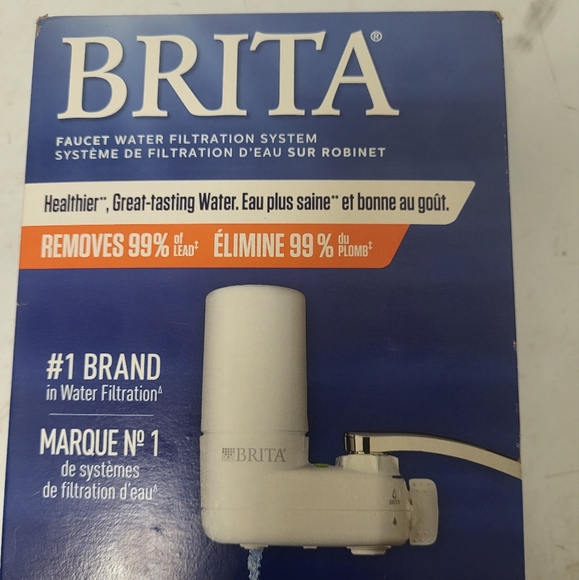 BRITA®
FAUCET WATER FILTRATION SYSTEM
SYSTÈME DE FILTRATION D'EAU SUR ROBINET
Healthier**, Great-tasting Water. Eau plus saine** et bonne au goût.
REMOVES 99% of LEAD‡ ÉLIMINE 99 % du PLOMB‡
#1 BRAND
in Water FiltrationΔ
MARQUE Nº 1
de systèmes
de filtration d'eauΔ
BRITA®